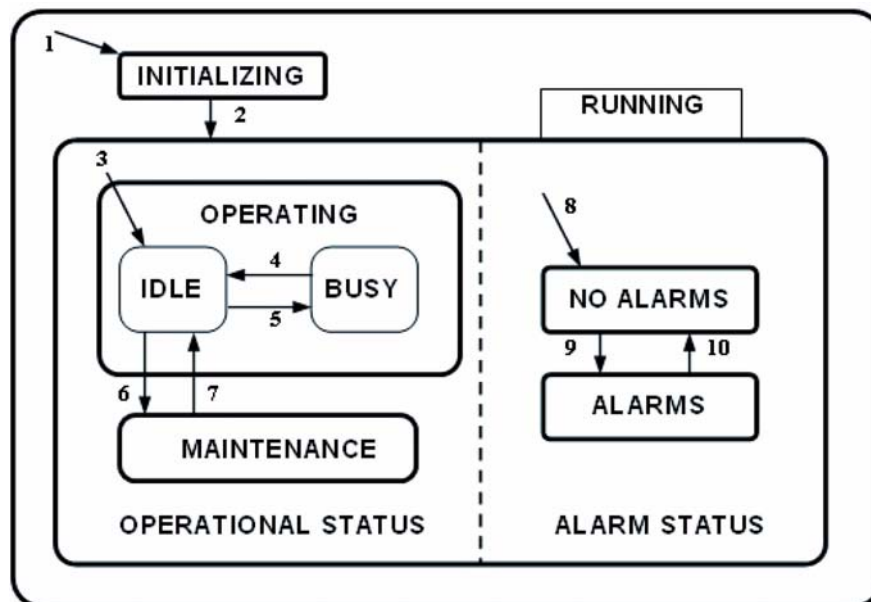 1
INITIALIZING
2
RUNNING
3
OPERATING
8
IDLE
4
5
BUSY
NO ALARMS
6
7
9
10
MAINTENANCE
ALARMS
OPERATIONAL STATUS
ALARM STATUS